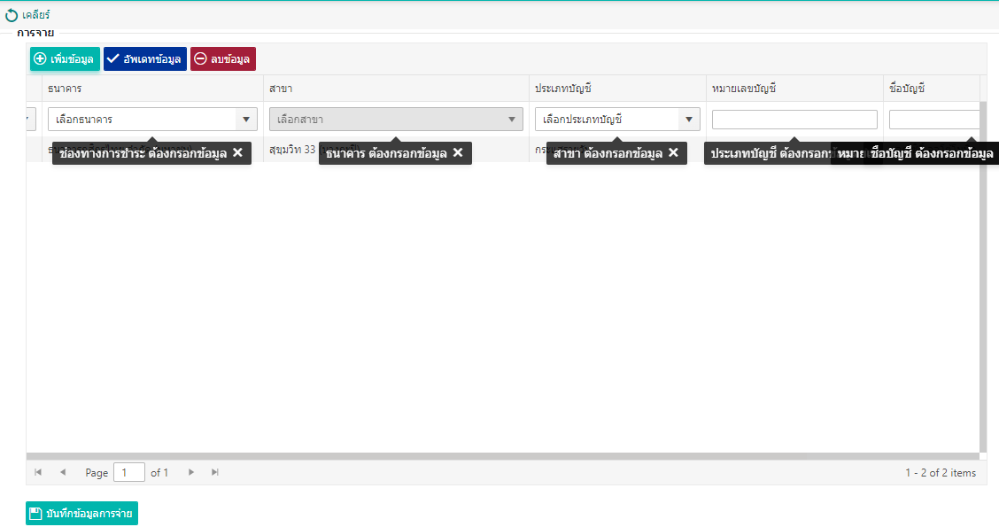 เคลียร์
การจ่าย
เพิ่มข้อมูล อัพเดทข้อมูล ลบข้อมูล
ธนาคาร สาขา ประเภทบัญชี หมายเลขบัญชี ชื่อบัญชี
เลือกธนาคาร เลือกสาขา เลือกประเภทบัญชี
สุขุมวิท 33
ช่องทางการชำระ ต้องกรอกข้อมูล ธนาคาร ต้องกรอกข้อมูล สาขา ต้องกรอกข้อมูล ประเภทบัญชี ต้องกรอก หมาย ชื่อบัญชี ต้องกรอกข้อมูล
Page 1 of 1 1 - 2 of 2 items
บันทึกข้อมูลการจ่าย